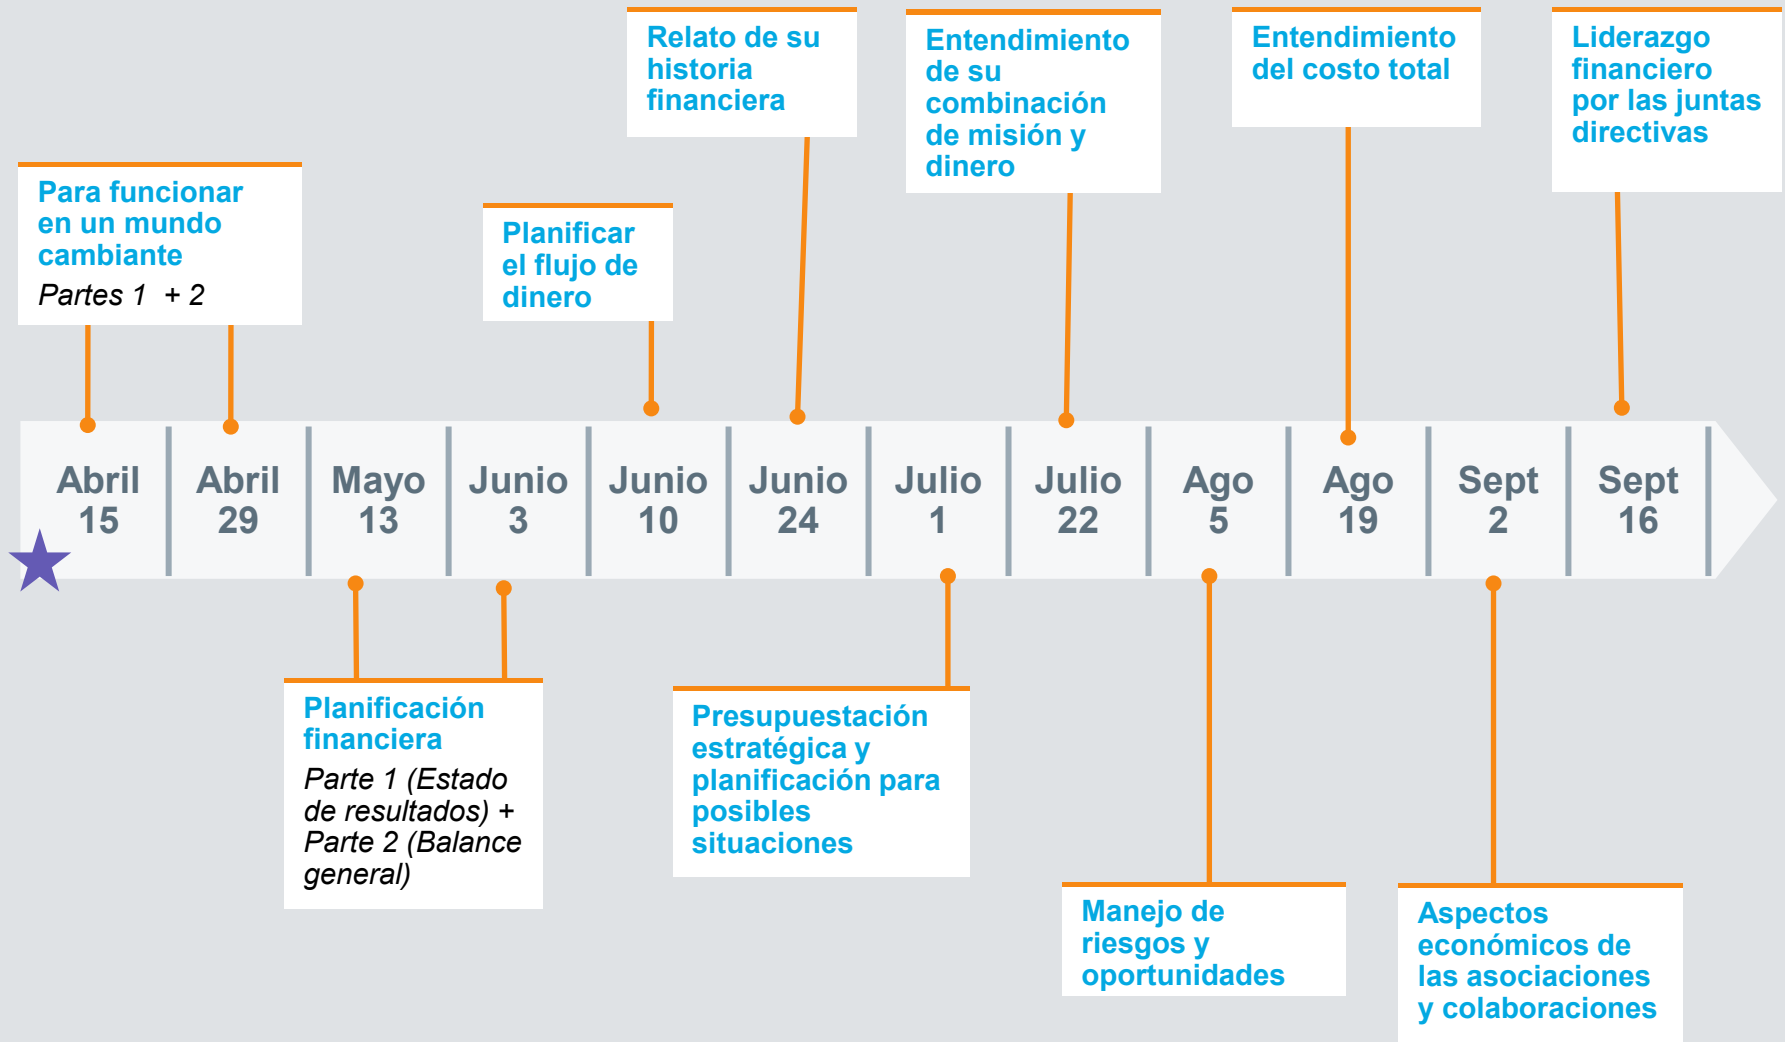 Relato de su
historia
financiera
Entendimiento
de su
combinación
de misión y
dinero
Entendimiento
del costo total
Liderazgo
financiero
por las juntas
directivas
Para funcionar
en un mundo
cambiante
Partes 1 + 2
Planificar
el flujo de
dinero
Abril
15
Abril
29
Mayo
13
Junio
3
Junio
10
Junio
24
Julio
1
Julio
22
Ago
5
Ago
19
Sept
2
Sept
16
Planificación
financiera
Parte 1 (Estado
de resultados) +
Parte 2 (Balance
general)
Presupuestación
estratégica y
planificación para
posibles
situaciones
Manejo de
riesgos y
oportunidades
Aspectos
económicos de
las asociaciones
y colaboraciones